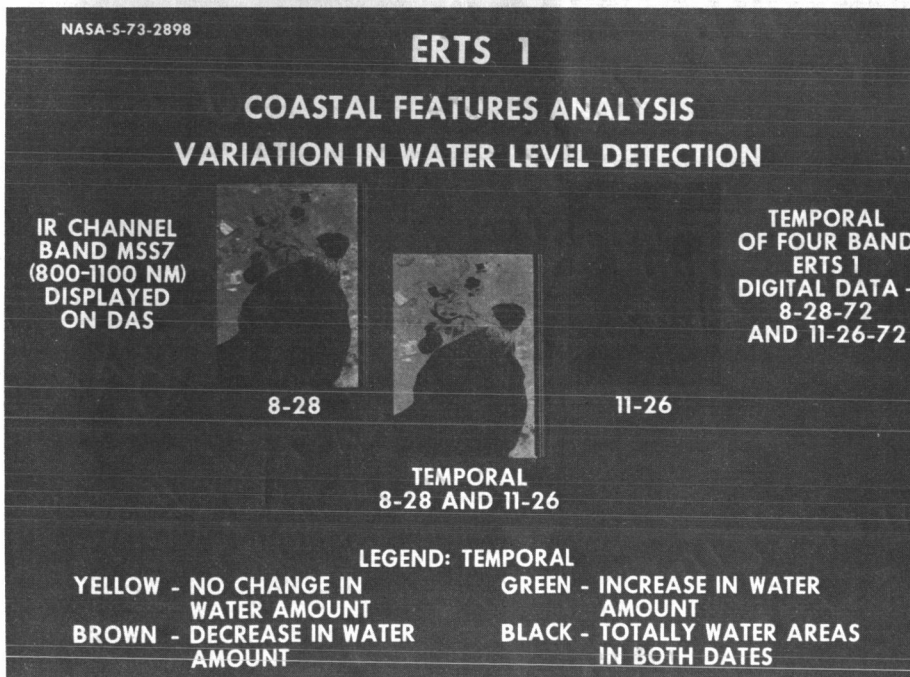 NASA-S-73-2898
ERTS 1
COASTAL FEATURES ANALYSIS
VARIATION IN WATER LEVEL DETECTION
IR CHANNEL
BAND MSS7
(800-1100 NM)
DISPLAYED
ON DAS
8-28
TEMPORAL
8-28 AND 11-26
11-26
TEMPORAL
OF FOUR BAND
ERTS 1
DIGITAL DATA -
8-28-72
AND 11-26-72
LEGEND: TEMPORAL
YELLOW - NO CHANGE IN
WATER AMOUNT
BROWN - DECREASE IN WATER
AMOUNT
GREEN - INCREASE IN WATER
AMOUNT
BLACK - TOTALLY WATER AREAS
IN BOTH DATES